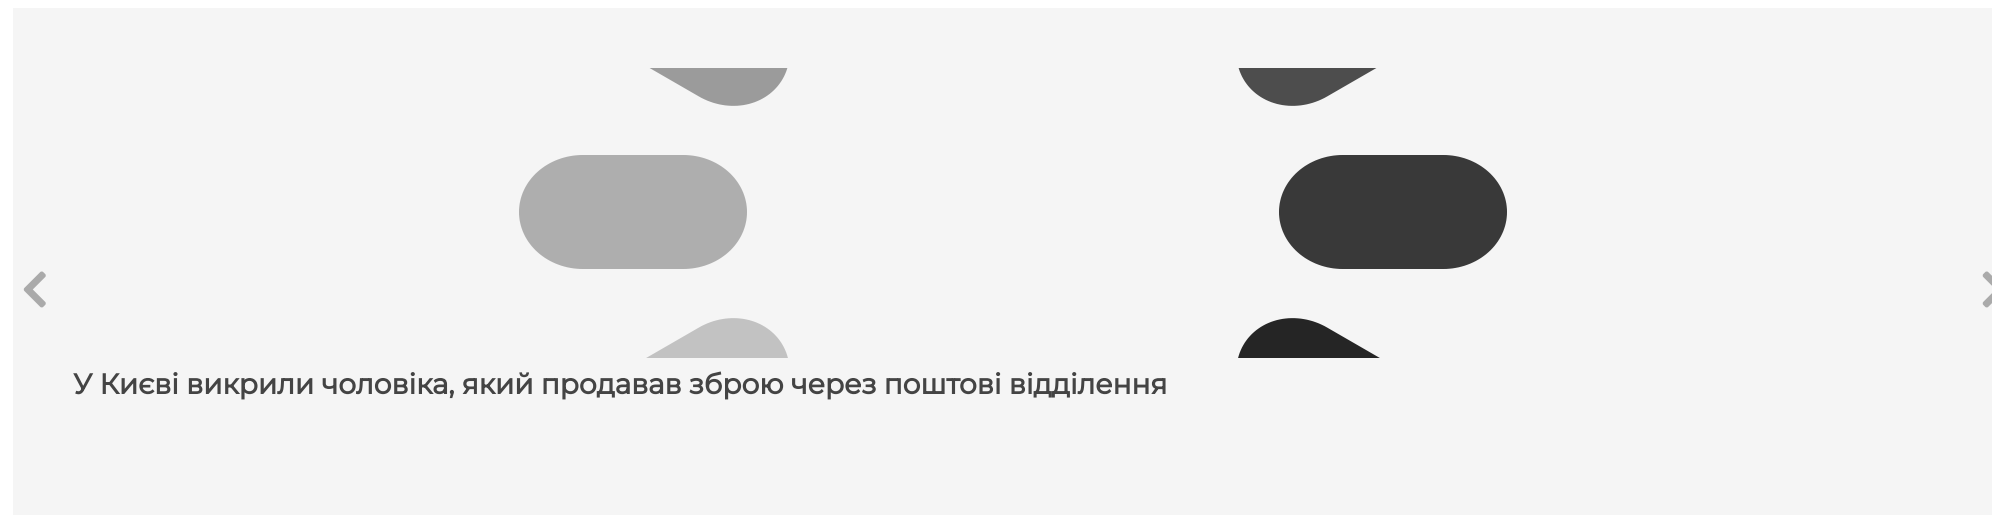 У Києві викрили чоловіка, який продавав зброю через поштові відділення